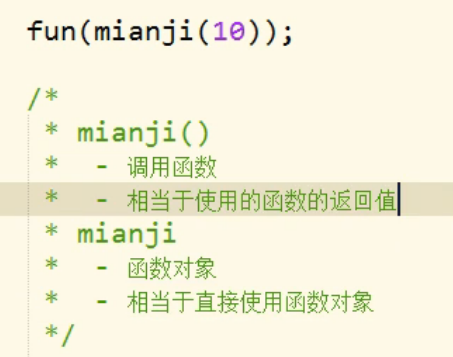 fun(mianji(10));
/*
* mianji()
* - 调用函数
* - 相当于使用的函数的返回值
* mianji
* - 函数对象
* - 相当于直接使用函数对象
*/